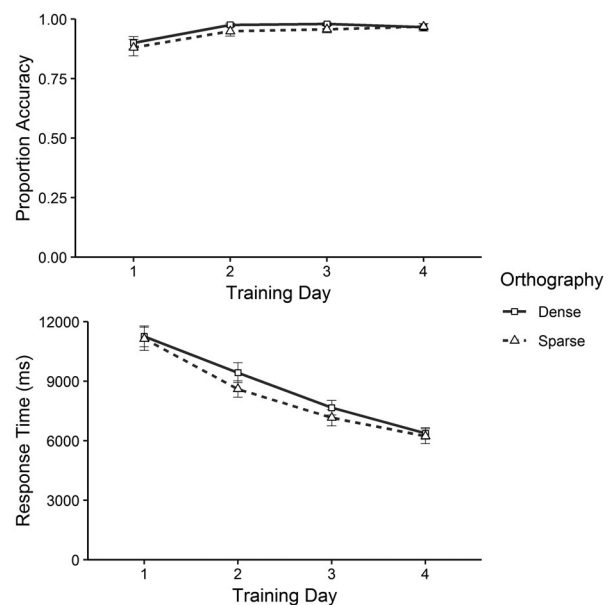 1.00
0.75
0.50
0.25
0.00
Proportion Accuracy
1 2 3 4
Training Day
Orthography
Dense
Sparse
12000
9000
6000
3000
0
Response Time (ms)
1 2 3 4
Training Day